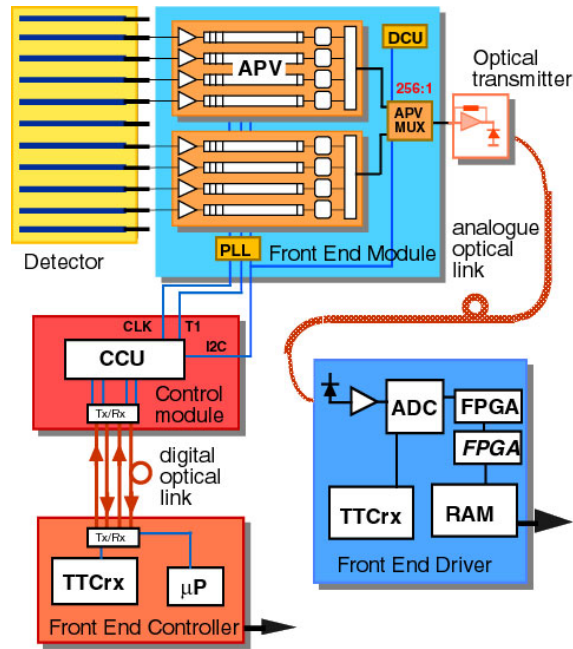 DCU
Optical
transmitter
APV
256:1
APV
MUX
PLL
Front End Module
Detector
analogue
optical
link
CLK
T1
I2C
CCU
Control
module
Tx/Rx
digital
optical
link
Tx/Rx
TTCrx
µP
Front End Controller
ADC
FPGA
FPGA
TTCrx
RAM
Front End Driver